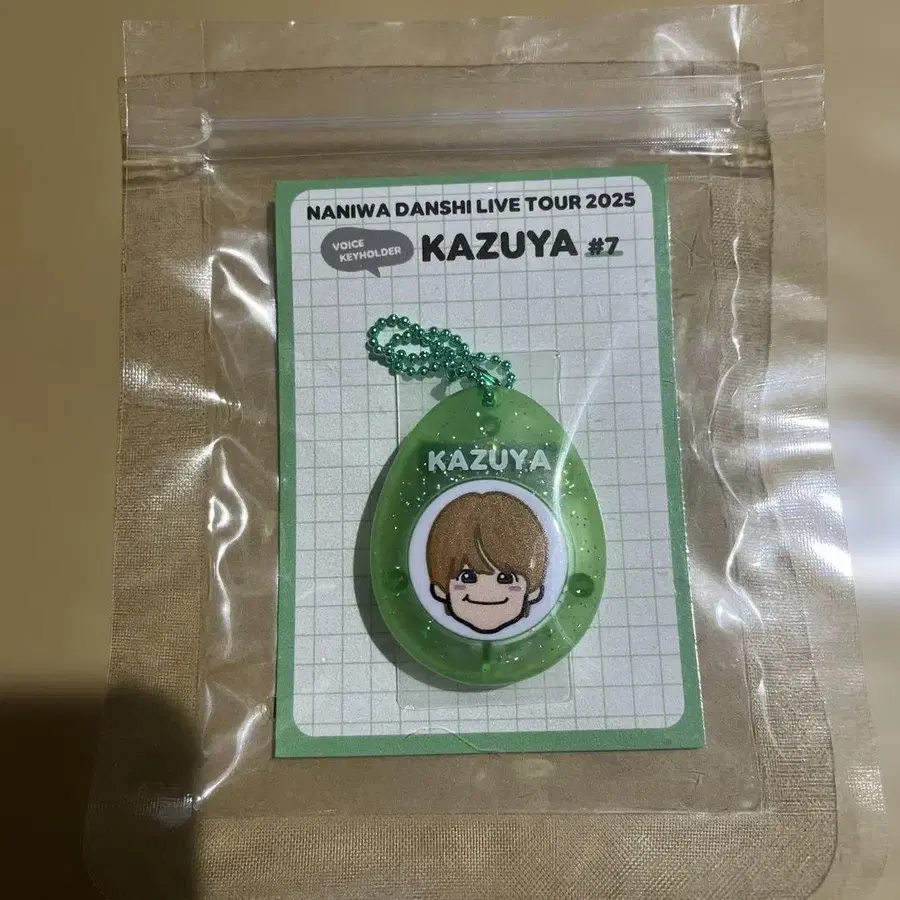 NANIWA DANSHI LIVE TOUR 2025
VOICE
KEYHOLDER
KAZUYA #7
KAZUYA